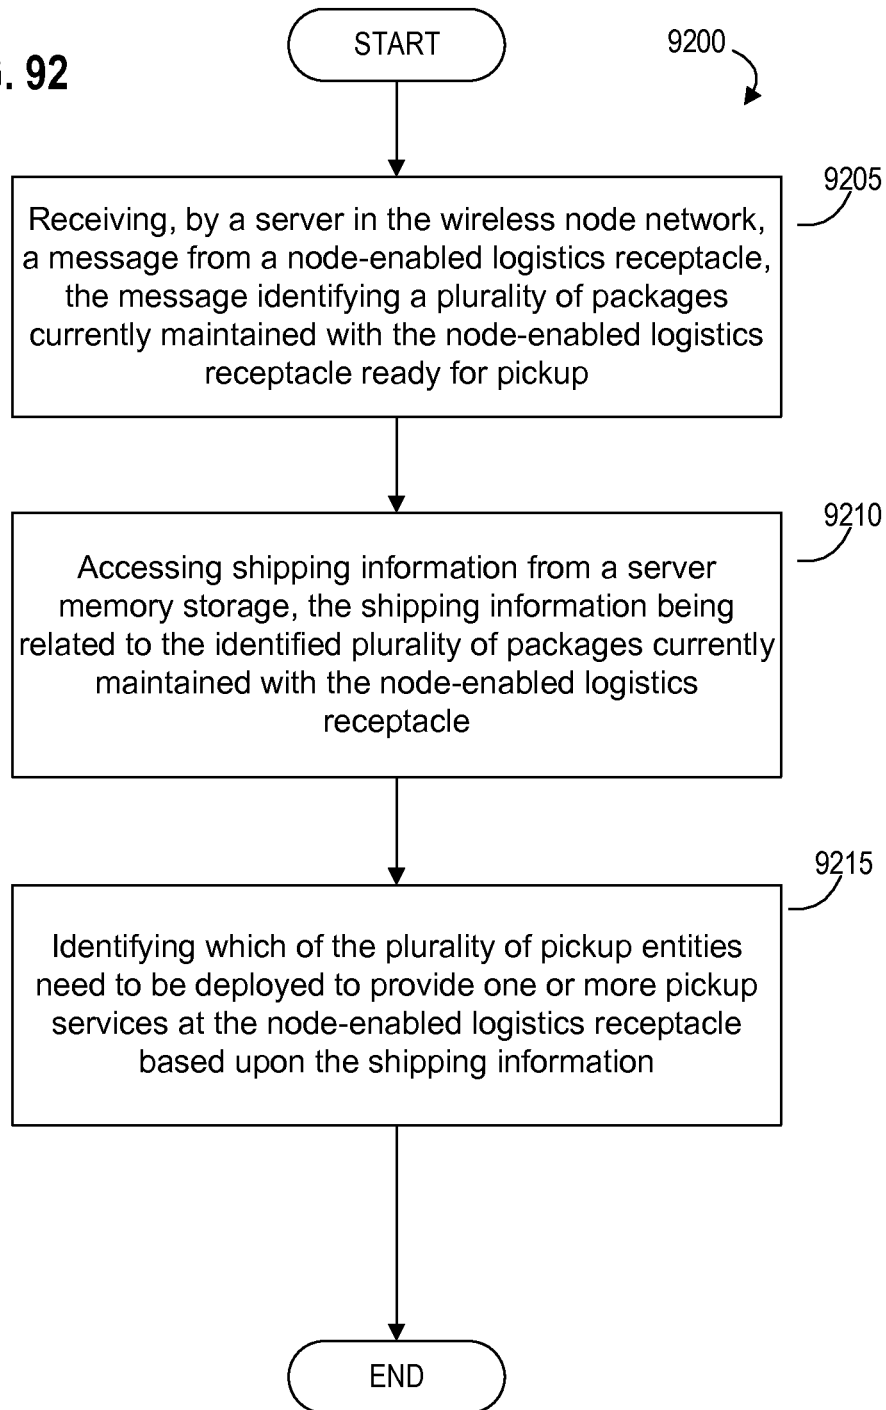 START
9200
. 92
9205
Receiving, by a server in the wireless node network,
a message from a node-enabled logistics receptacle,
the message identifying a plurality of packages
currently maintained with the node-enabled logistics
receptacle ready for pickup
9210
Accessing shipping information from a server
memory storage, the shipping information being
related to the identified plurality of packages currently
maintained with the node-enabled logistics
receptacle
9215
Identifying which of the plurality of pickup entities
need to be deployed to provide one or more pickup
services at the node-enabled logistics receptacle
based upon the shipping information
END